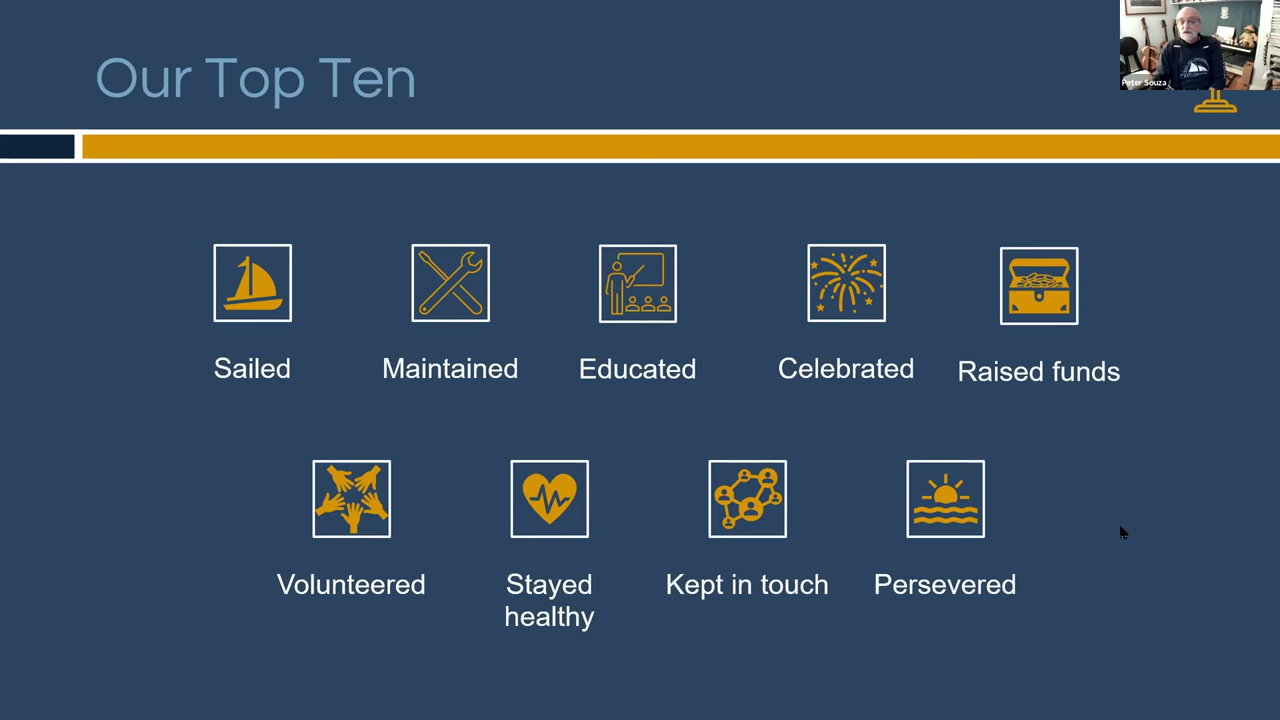 Our Top Ten
Peter Souza
Sailed
Maintained
Educated
Celebrated
Raised funds
Volunteered
Stayed
healthy
Kept in touch
Persevered